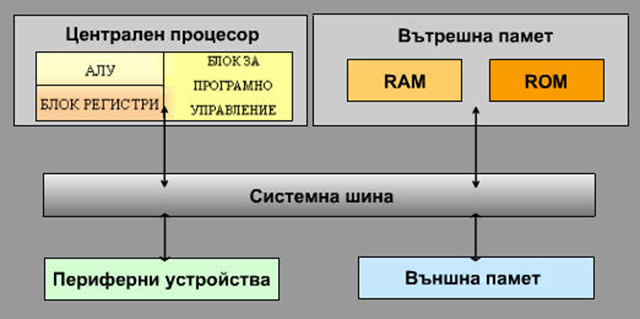 Централен процесор
АЛУ
БЛОК РЕГИСТРИ
БЛОК ЗА
ПРОГРАМНО
УПРАВЛЕНИЕ
Вътрешна памет
RAM
ROM
Системна шина
Периферни устройства
Външна памет